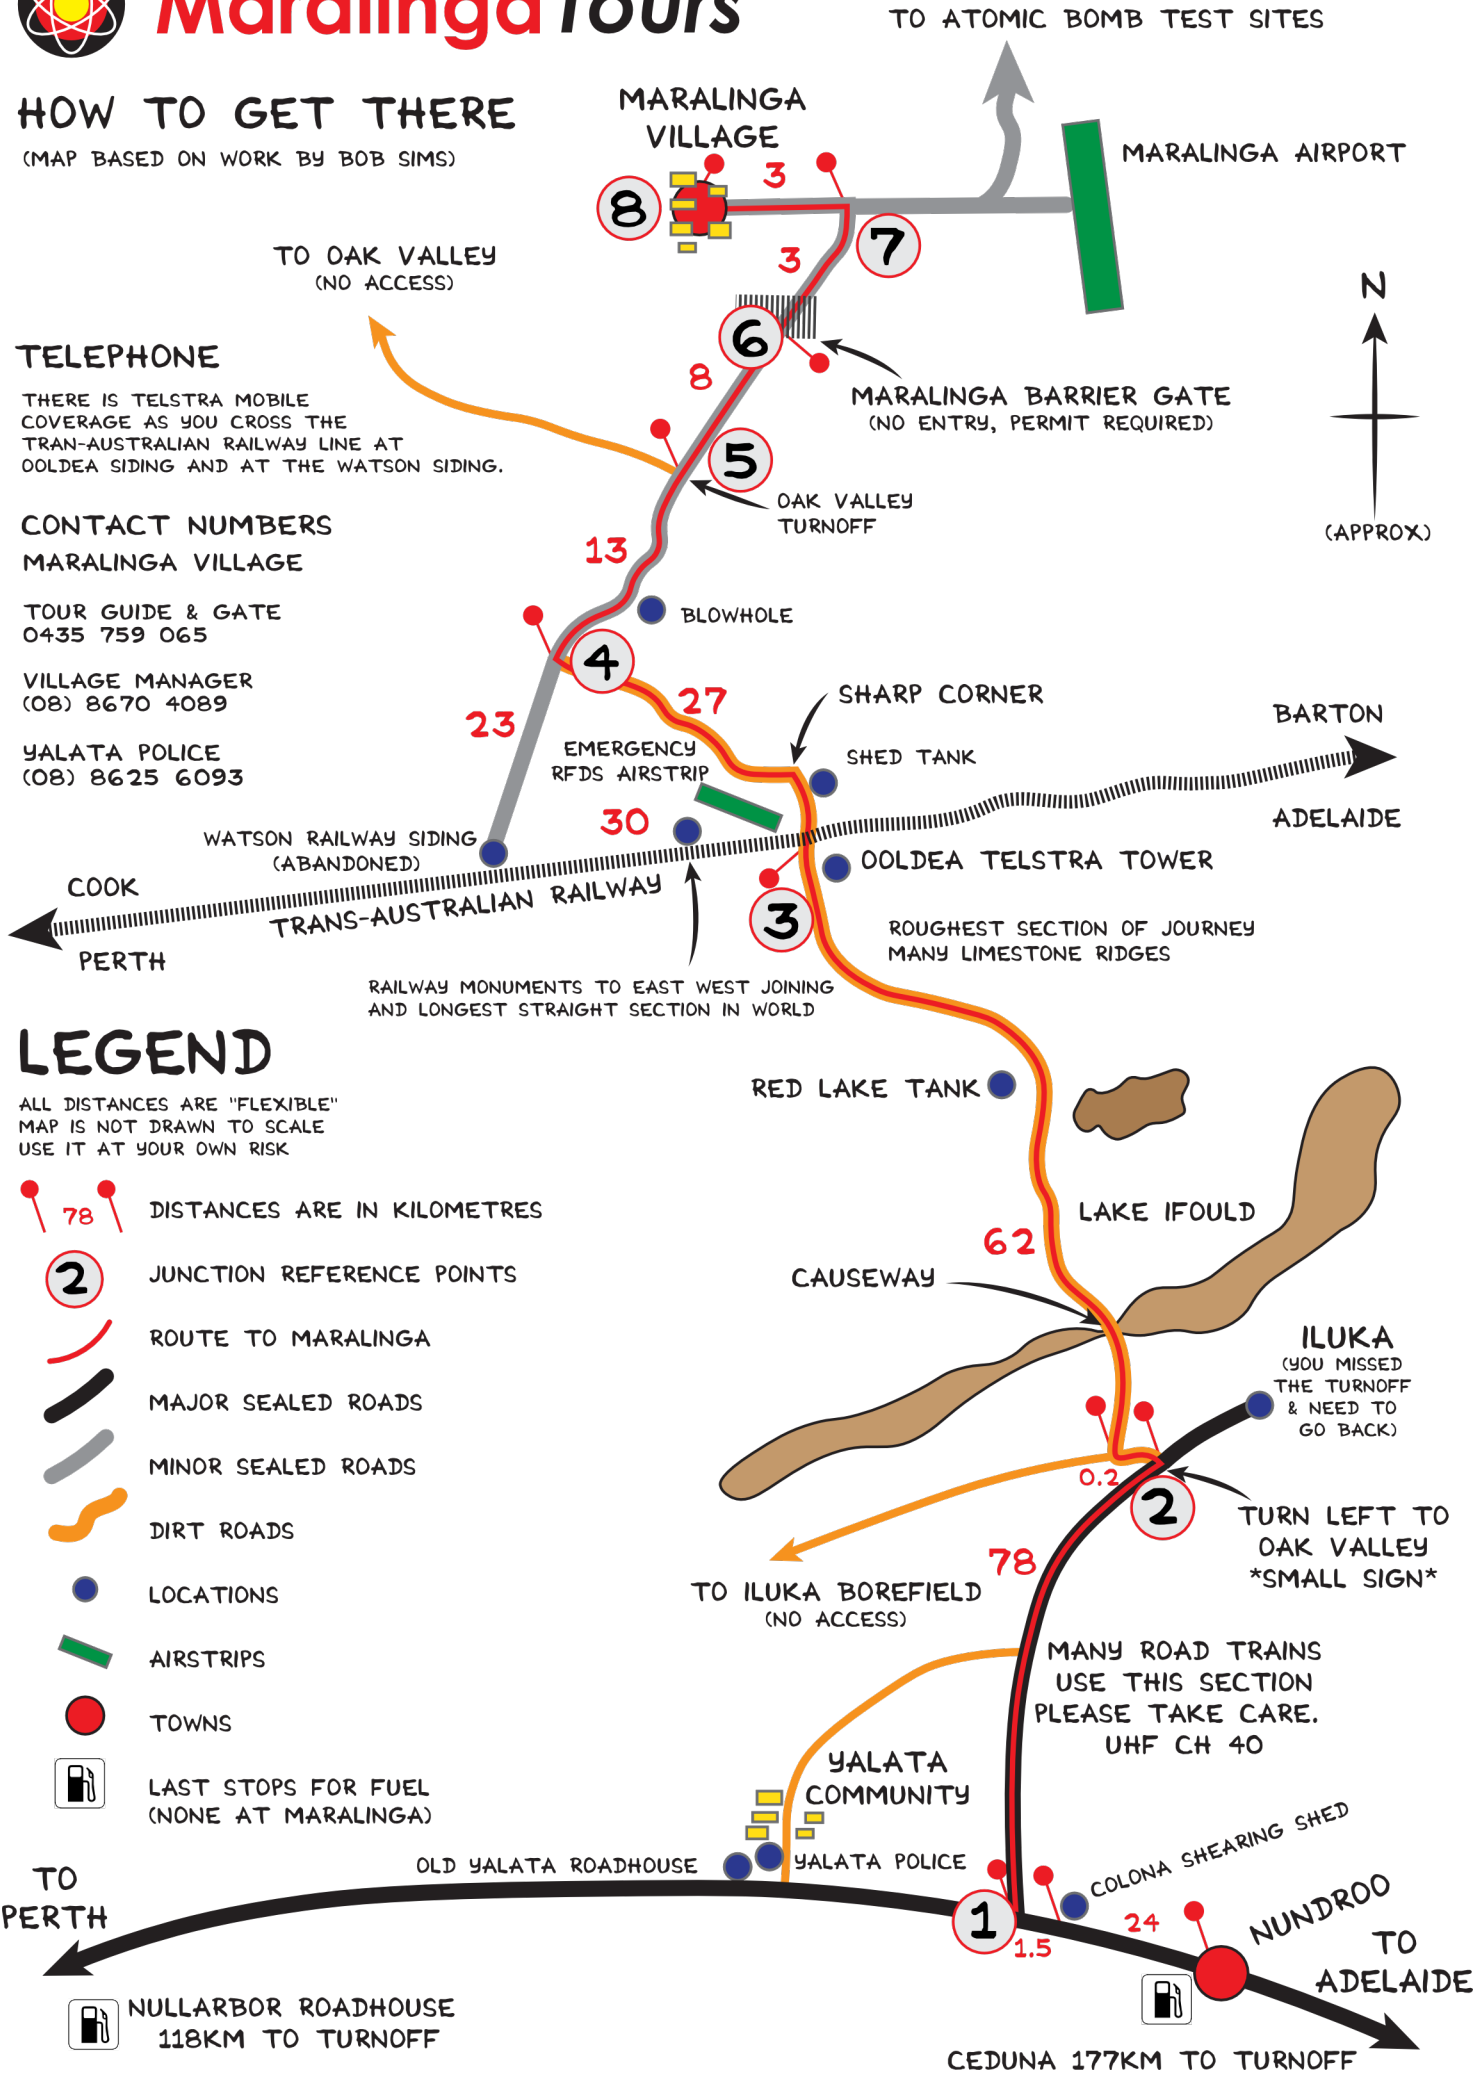 Maralinga Tours
TO ATOMIC BOMB TEST SITES
HOW TO GET THERE
(MAP BASED ON WORK BY BOB SIMS)
MARALINGA
VILLAGE
MARALINGA AIRPORT
3
8
7
3
TO OAK VALLEY
(NO ACCESS)
N
6
TELEPHONE
THERE IS TELSTRA MOBILE
COVERAGE AS YOU CROSS THE
TRAN-AUSTRALIAN RAILWAY LINE AT
OOLDEA SIDING AND AT THE WATSON SIDING.
8
MARALINGA BARRIER GATE
(NO ENTRY, PERMIT REQUIRED)
5
OAK VALLEY
TURNOFF
(APPROX)
CONTACT NUMBERS
MARALINGA VILLAGE
13
TOUR GUIDE & GATE
0435 759 065
BLOWHOLE
4
VILLAGE MANAGER
(08) 8670 4089
27
SHARP CORNER
23
BARTON
YALATA POLICE
(08) 8625 6093
EMERGENCY
RFDS AIRSTRIP
SHED TANK
30
ADELAIDE
WATSON RAILWAY SIDING
(ABANDONED)
OOLDEA TELSTRA TOWER
COOK
TRANS-AUSTRALIAN RAILWAY
3
PERTH
ROUGHEST SECTION OF JOURNEY
MANY LIMESTONE RIDGES
RAILWAY MONUMENTS TO EAST WEST JOINING
AND LONGEST STRAIGHT SECTION IN WORLD
LEGEND
ALL DISTANCES ARE "FLEXIBLE"
MAP IS NOT DRAWN TO SCALE
USE IT AT YOUR OWN RISK
RED LAKE TANK
78
DISTANCES ARE IN KILOMETRES
LAKE IFOULD
62
2
JUNCTION REFERENCE POINTS
CAUSEWAY
ROUTE TO MARALINGA
ILUKA
(YOU MISSED
THE TURNOFF
& NEED TO
GO BACK)
MAJOR SEALED ROADS
MINOR SEALED ROADS
0.2
2
TURN LEFT TO
OAK VALLEY
*SMALL SIGN*
DIRT ROADS
78
TO ILUKA BOREFIELD
(NO ACCESS)
LOCATIONS
AIRSTRIPS
MANY ROAD TRAINS
USE THIS SECTION
PLEASE TAKE CARE.
UHF CH 40
TOWNS
YALATA
COMMUNITY
LAST STOPS FOR FUEL
(NONE AT MARALINGA)
OLD YALATA ROADHOUSE
YALATA POLICE
COLONA SHEARING SHED
TO
PERTH
1
1.5
24
NUNDROO
TO
ADELAIDE
NULLARBOR ROADHOUSE
118KM TO TURNOFF
CEDUNA 177KM TO TURNOFF